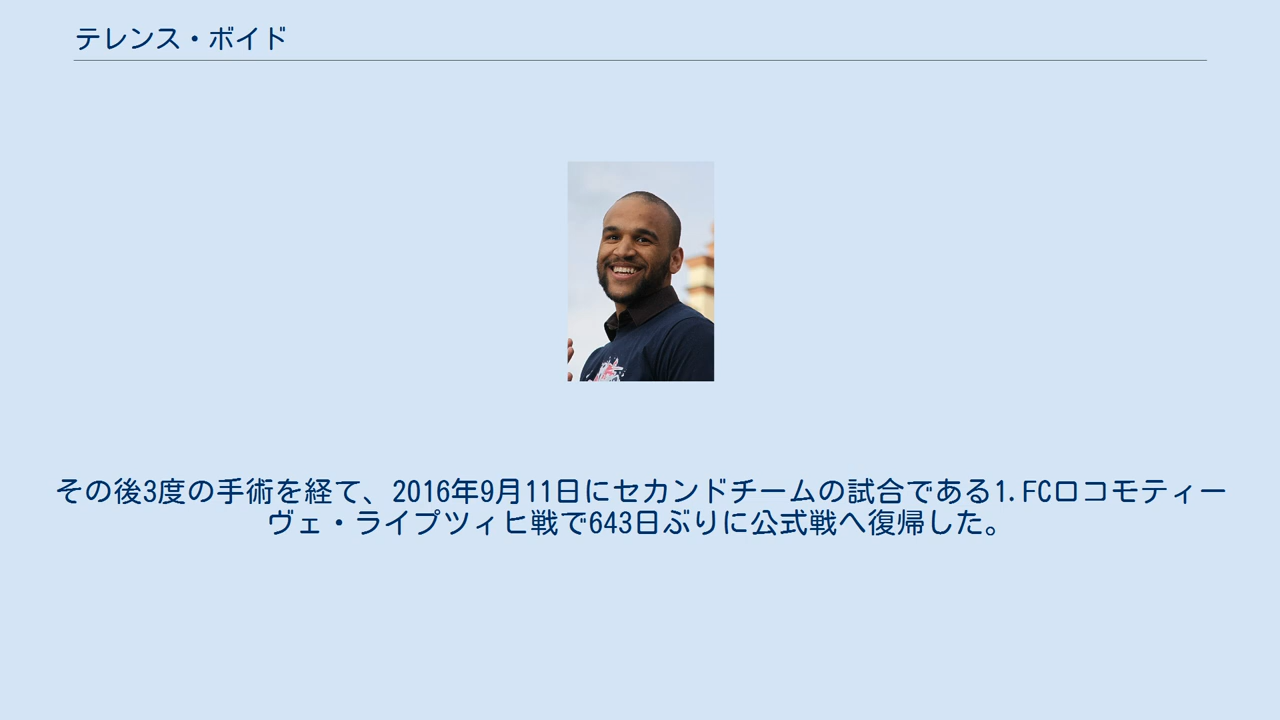 テレンス・ボイド
その後3度の手術を経て、2016年9月11日にセカンドチームの試合である1.FCロコモティー
ヴェ・ライプツィヒ戦で643日ぶりに公式戦へ復帰した。